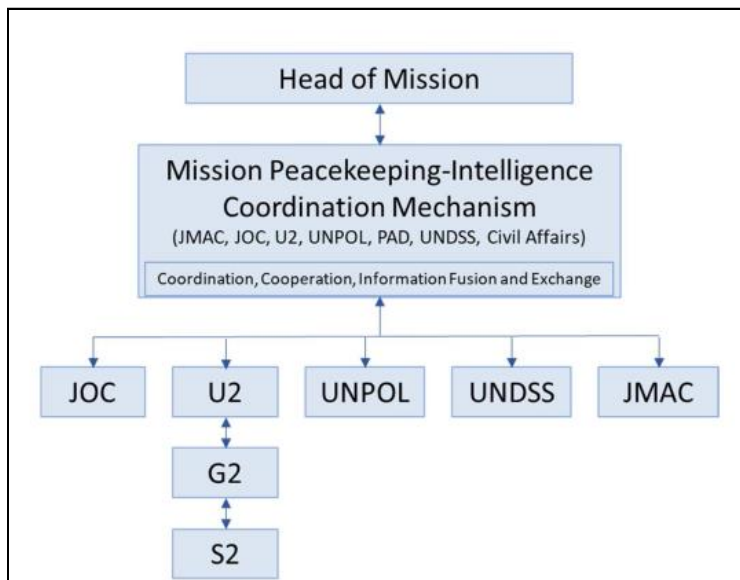 Head of Mission
Mission Peacekeeping-Intelligence
Coordination Mechanism
(JMAC, JOC, U2, UNPOL, PAD, UNDSS, Civil Affairs)
Coordination, Cooperation, Information Fusion and Exchange
JOC
U2
UNPOL
UNDSS
JMAC
G2
S2